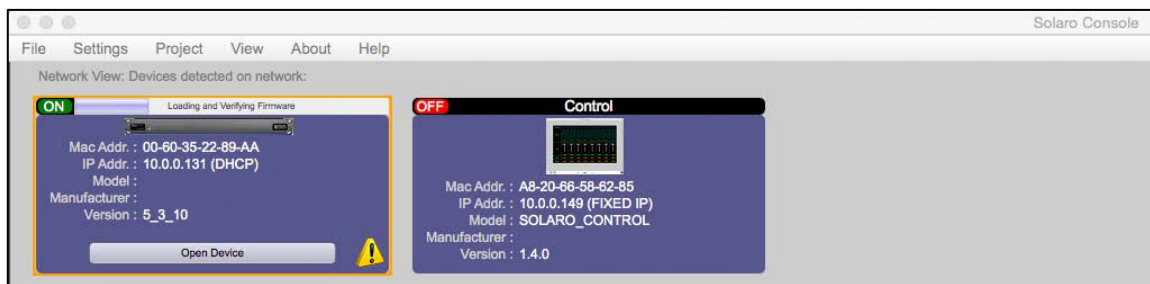 Solaro Console
File Settings Project View About Help
Network View: Devices detected on network:
ON Loading and Verifying Firmware
Mac Addr. : 00-60-35-22-89-AA
IP Addr. : 10.0.0.131 (DHCP)
Model :
Manufacturer :
Version : 5_3_10
Open Device
OFF Control
Mac Addr. : A8-20-66-58-62-85
IP Addr. : 10.0.0.149 (FIXED IP)
Model : SOLARO_CONTROL
Manufacturer :
Version : 1.4.0